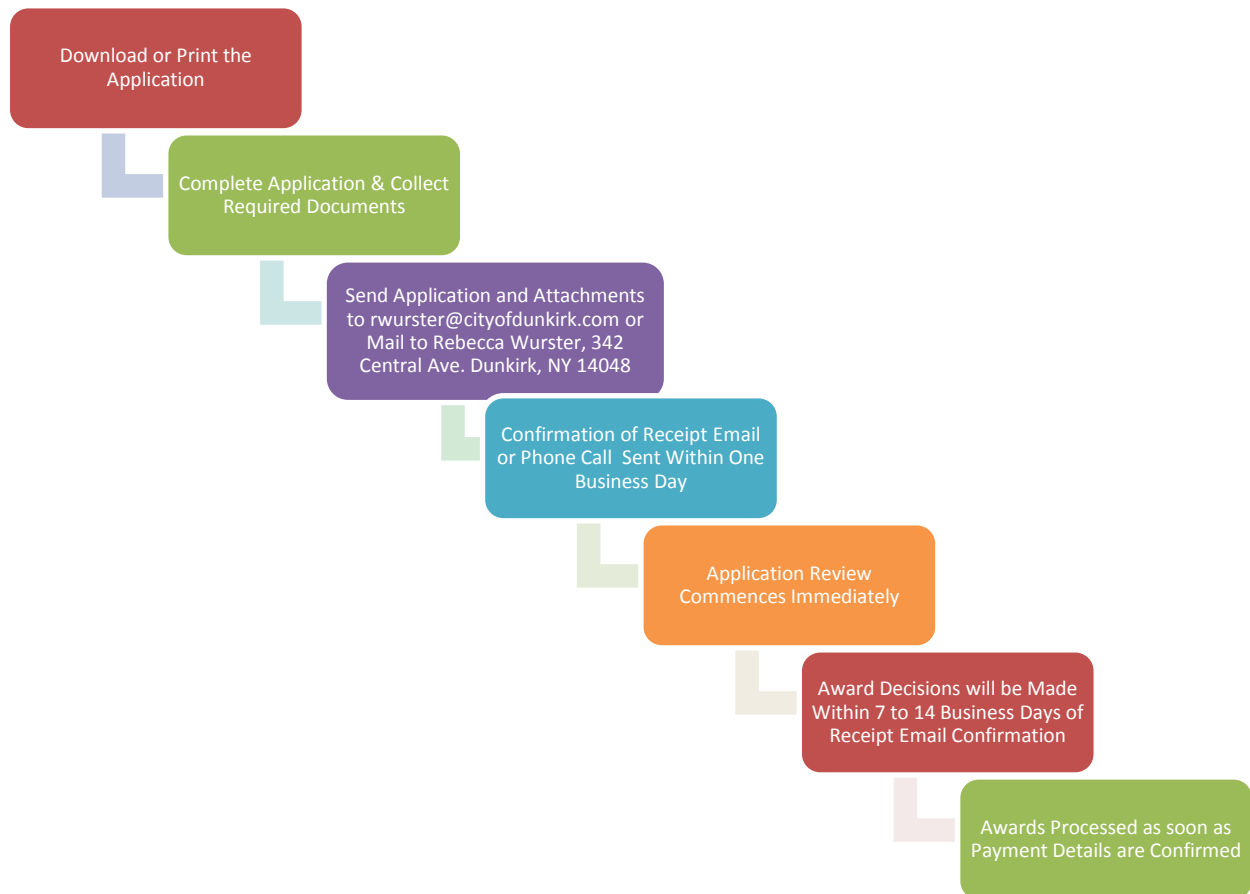 Download or Print the
Application
Complete Application & Collect
Required Documents
Send Application and Attachments
to rwurster@cityofdunkirk.com or
Mail to Rebecca Wurster, 342
Central Ave. Dunkirk, NY 14048
Confirmation of Receipt Email
or Phone Call  Sent Within One
Business Day
Application Review
Commences Immediately
Award Decisions will be Made
Within 7 to 14 Business Days of
Receipt Email Confirmation
Awards Processed as soon as
Payment Details are Confirmed